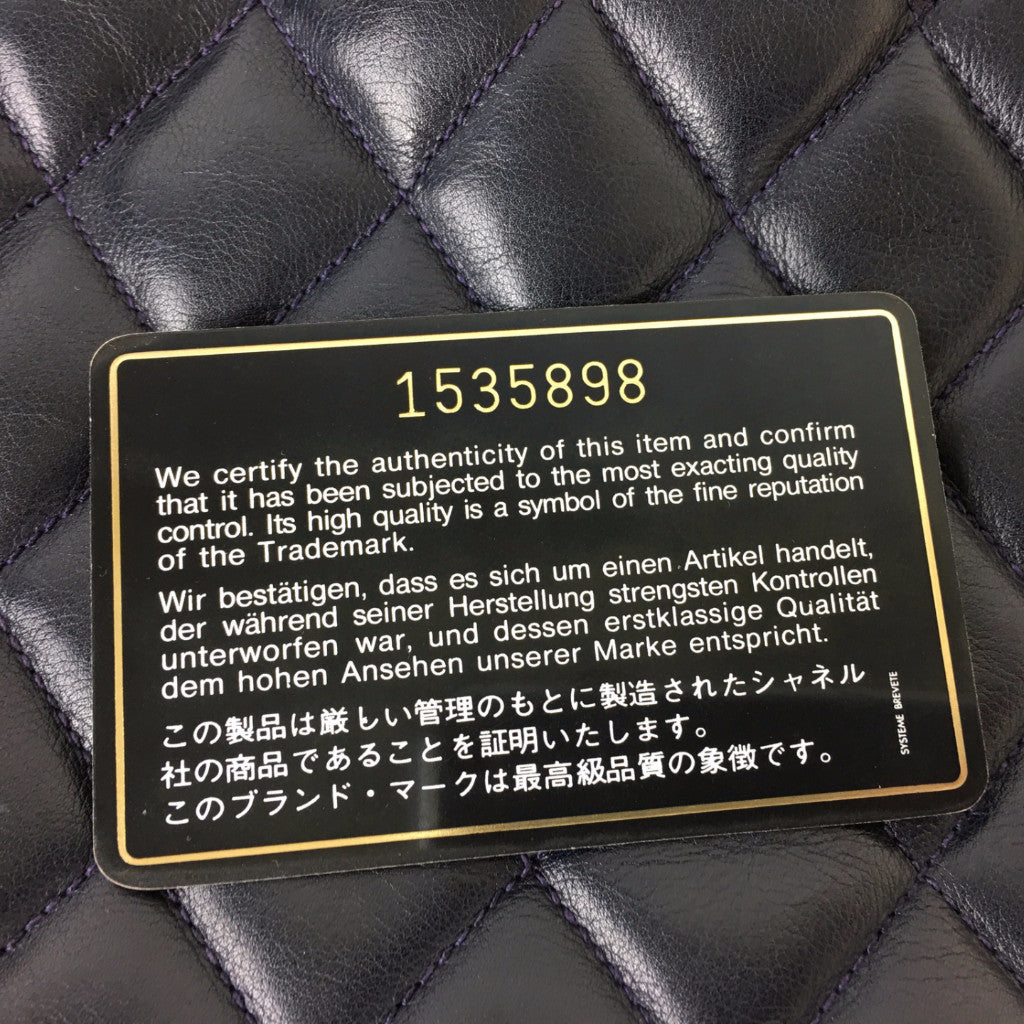 1535898
We certify the authenticity of this item and confirm
that it has been subjected to the most exacting quality
control. Its high quality is a symbol of the fine reputation
of the Trademark.
Wir bestätigen, dass es sich um einen Artikel handelt,
der während seiner Herstellung strengsten Kontrollen
unterworfen war, und dessen erstklassige Qualität
dem hohen Ansehen unserer Marke entspricht.
この製品は厳しい管理のもとに製造されたシャネル
社の商品であることを証明いたします。
このブランド・マークは最高級品質の象徴です。
SYSTEME BREVETE